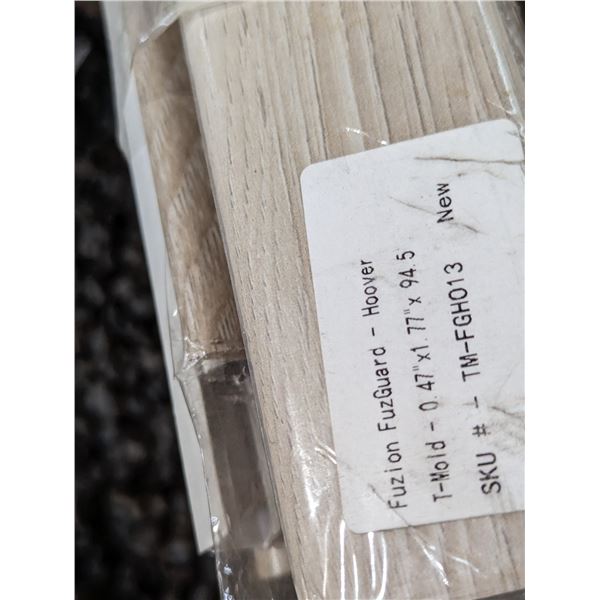 Fuzion FuzGuard - Hoover
T-Mold - 0.47"x1.77"x 94.5
SKU # - TM-FGH013 New